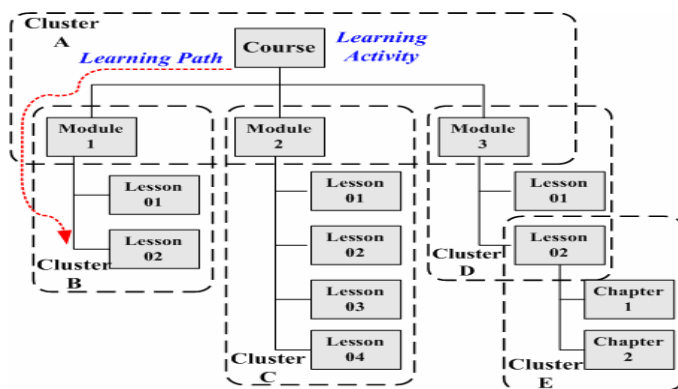 Cluster
A
Course
Learning Path
Learning
Activity
Module
1
Module
2
Module
3
Lesson
01
Lesson
02
Cluster
B
Lesson
01
Lesson
02
Lesson
03
Lesson
04
Cluster
C
Lesson
01
Lesson
02
Cluster
D
Chapter
1
Chapter
2
Cluster
E